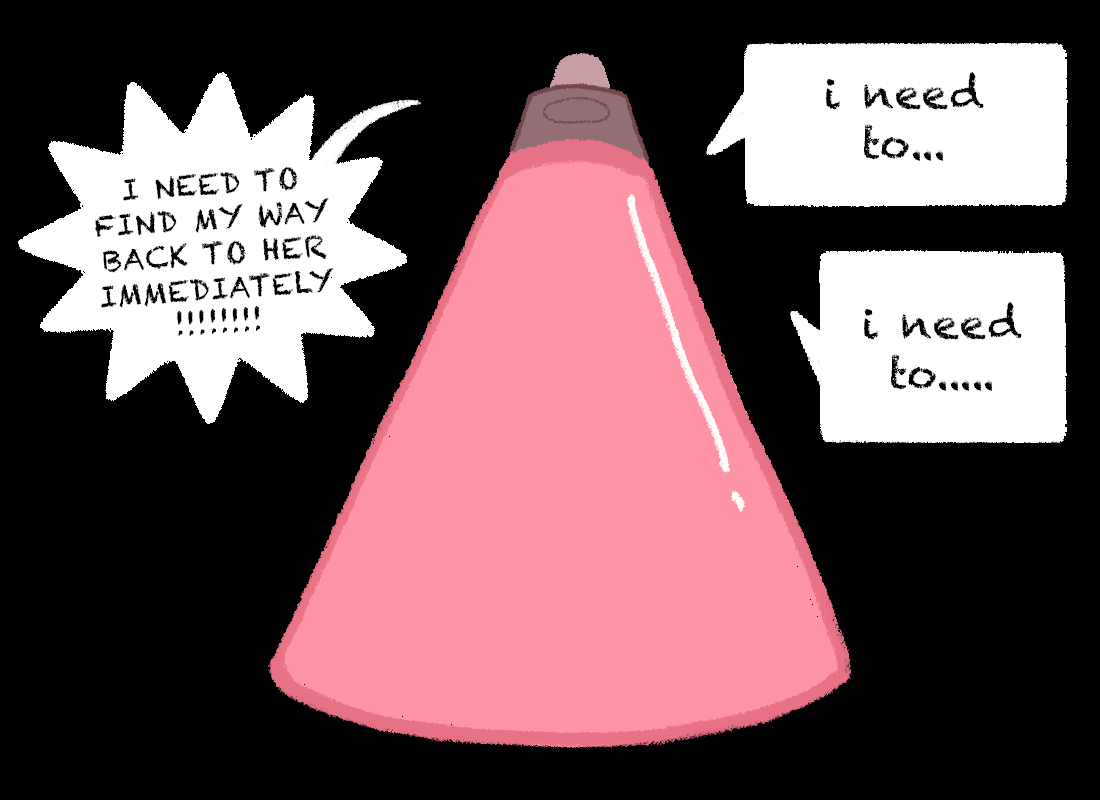 i need
to...
i need
to.....
I NEED TO
FIND MY WAY
BACK TO HER
IMMEDIATELY
!!!!!!!!